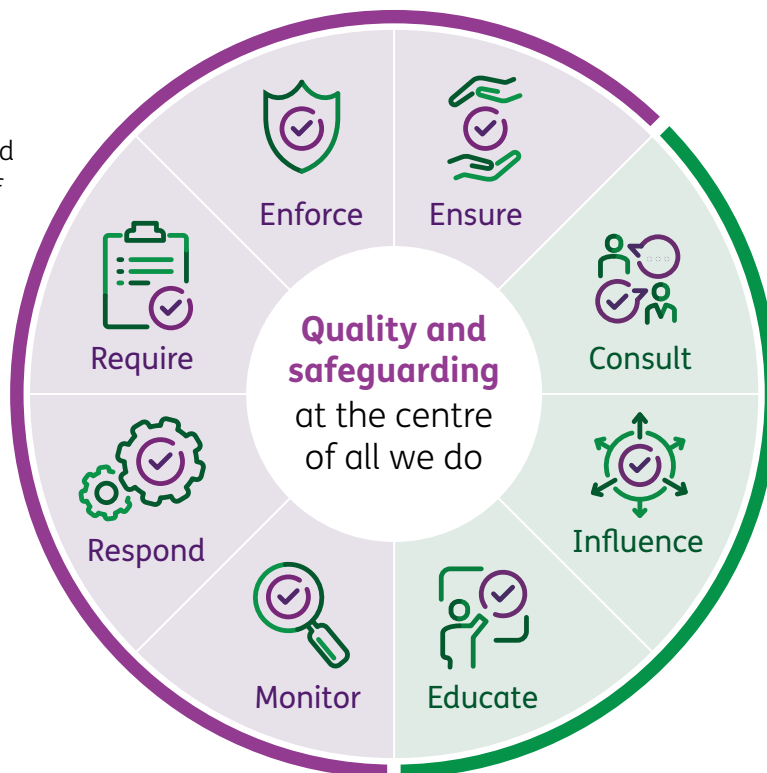 Enforce
Ensure
Require
Consult
Quality and
safeguarding
at the centre
of all we do
Respond
Influence
Monitor
Educate